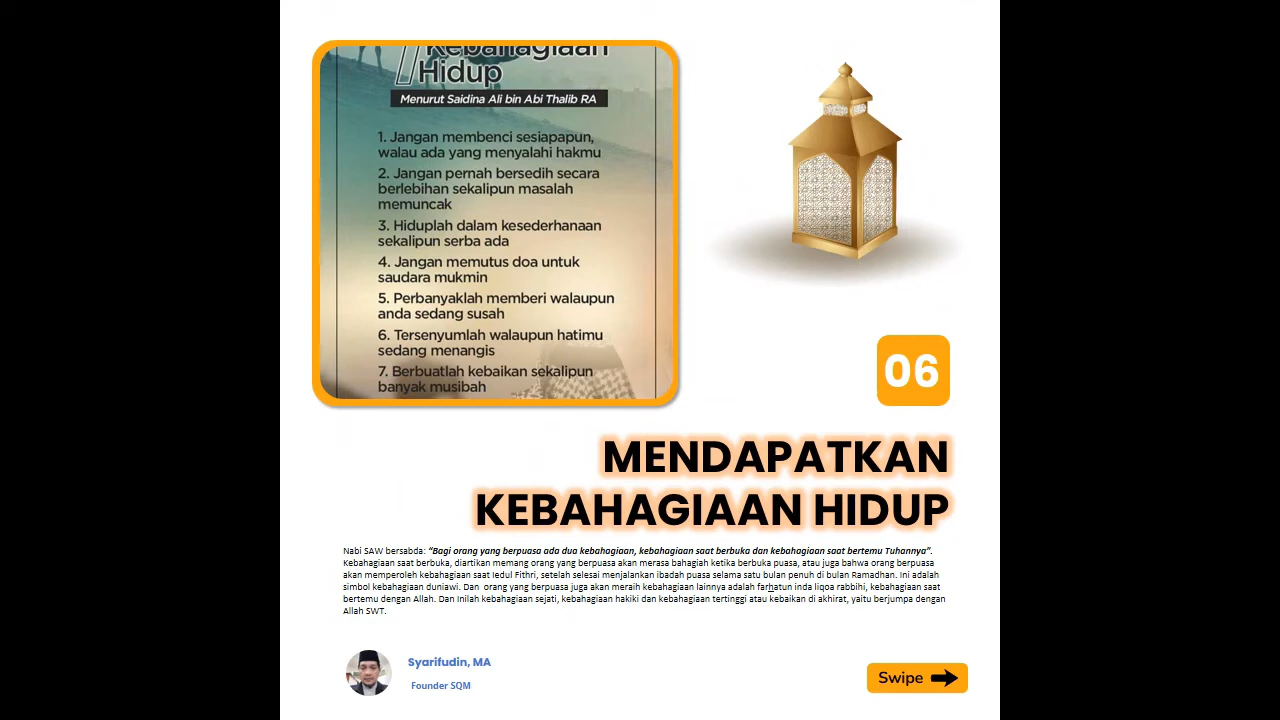 7 Kebahagiaan
Hidup
Menurut Saidina Ali bin Abi Thalib RA
1. Jangan membenci sesiapapun,
walau ada yang menyalahi hakmu
2. Jangan pernah bersedih secara
berlebihan sekalipun masalah
memuncak
3. Hiduplah dalam kesederhanaan
sekalipun serba ada
4. Jangan memutus doa untuk
saudara mukmin
5. Perbanyaklah memberi walaupun
anda sedang susah
6. Tersenyumlah walaupun hatimu
sedang menangis
7. Berbuatlah kebaikan sekalipun
banyak musibah
06
MENDAPATKAN
KEBAHAGIAAN HIDUP
Nabi SAW bersabda: “Bagi orang yang berpuasa ada dua kebahagiaan, kebahagiaan saat berbuka dan kebahagiaan saat bertemu Tuhannya”.
Kebahagiaan saat berbuka, diartikan memang orang yang berpuasa akan merasa bahagiah ketika berbuka puasa, atau juga bahwa orang berpuasa
akan memperoleh kebahagiaan saat Iedul Fithri, setelah selesai menjalankan ibadah puasa selama satu bulan penuh di bulan Ramadhan. Ini adalah
simbol kebahagiaan duniawi. Dan orang yang berpuasa juga akan meraih kebahagiaan lainnya adalah farhatun inda liqoa rabbihi, kebahagiaan saat
bertemu dengan Allah. Dan Inilah kebahagiaan sejati, kebahagiaan hakiki dan kebahagiaan tertinggi atau kebaikan di akhirat, yaitu berjumpa dengan
Allah SWT.
Syarifudin, MA
Founder SQM
Swipe